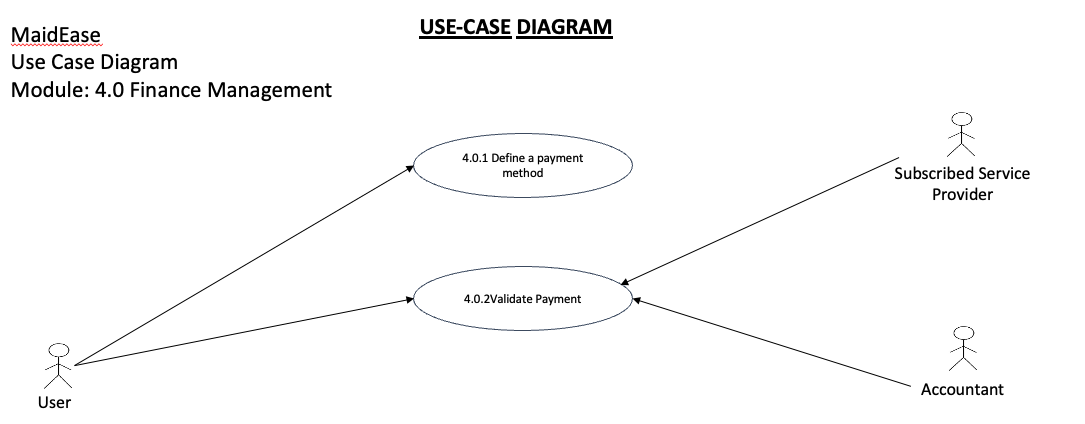 USE-CASE DIAGRAM
MaidEase
Use Case Diagram
Module: 4.0 Finance Management
4.0.1 Define a payment
method
Subscribed Service
Provider
4.0.2Validate Payment
User
Accountant